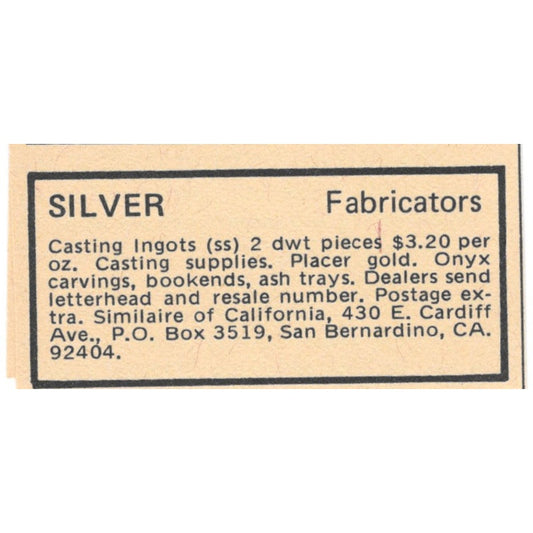 SILVER Fabricators
Casting Ingots (ss) 2 dwt pieces $3.20 per
oz. Casting supplies. Placer gold. Onyx
carvings, bookends, ash trays. Dealers send
letterhead and resale number. Postage ex-
tra. Similaire of California, 430 E. Cardiff
Ave., P.O. Box 3519, San Bernardino, CA.
92404.